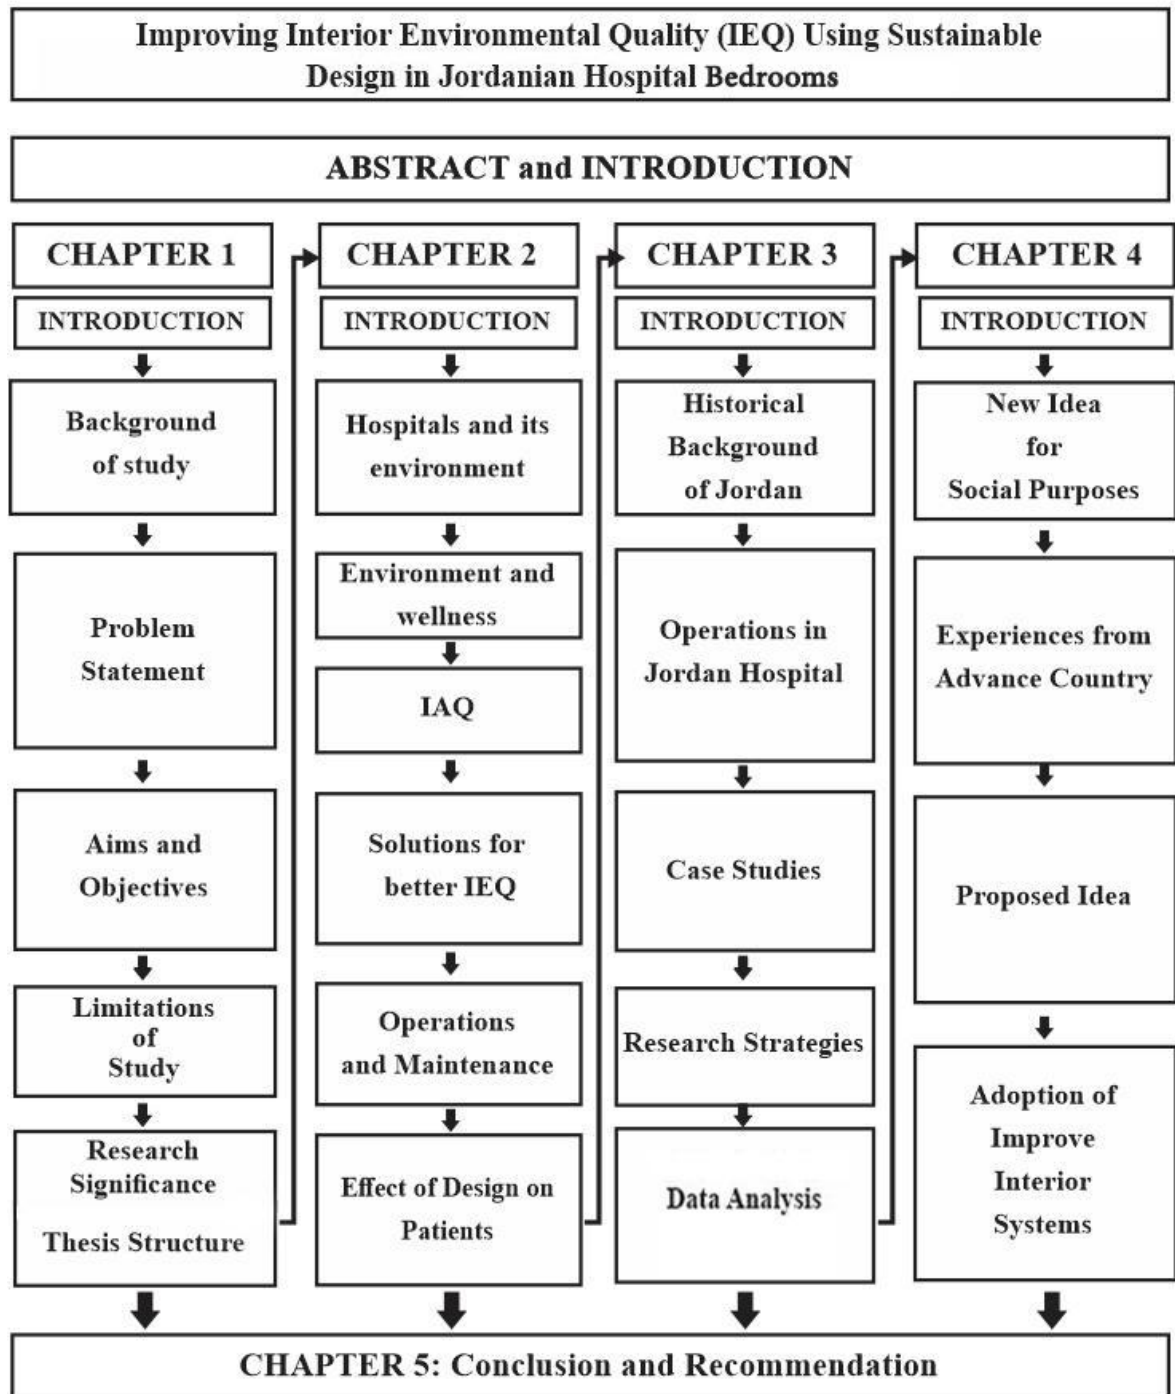 Improving Interior Environmental Quality (IEQ) Using Sustainable
Design in Jordanian Hospital Bedrooms
ABSTRACT and INTRODUCTION
CHAPTER 1
INTRODUCTION
Background
of study
Problem
Statement
Aims and
Objectives
Limitations
of
Study
Research
Significance
Thesis Structure
CHAPTER 2
INTRODUCTION
Hospitals and its
environment
Environment and
wellness
IAQ
Solutions for
better IEQ
Operations
and Maintenance
Effect of Design on
Patients
CHAPTER 3
INTRODUCTION
Historical
Background
of Jordan
Operations in
Jordan Hospital
Case Studies
Research Strategies
Data Analysis
CHAPTER 4
INTRODUCTION
New Idea
for
Social Purposes
Experiences from
Advance Country
Proposed Idea
Adoption of
Improve
Interior
Systems
CHAPTER 5: Conclusion and Recommendation